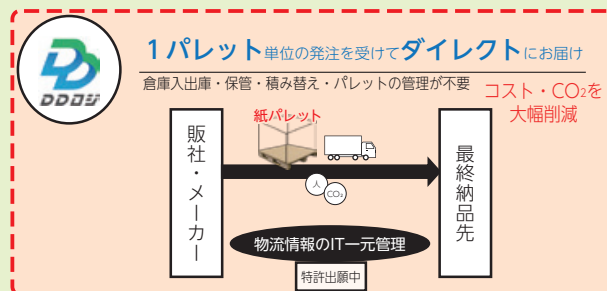 1パレット単位の発注を受けてダイレクトにお届け
倉庫入出庫・保管・積み替え・パレットの管理が不要
コスト・CO₂を
大幅削減
DDロジ
販社・メーカー
紙パレット
人
CO₂
最終納品先
物流情報のIT一元管理
特許出願中